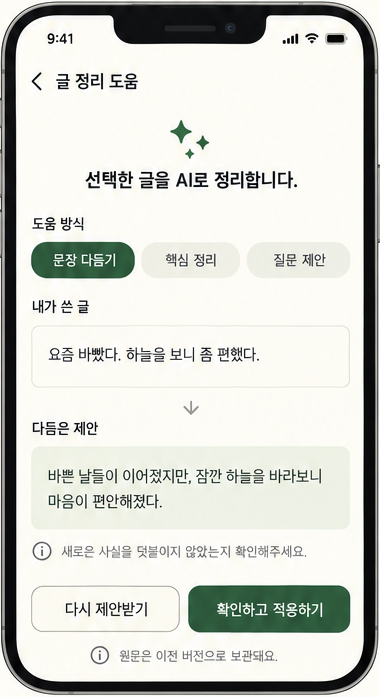 9:41
글 정리 도움
선택한 글을 AI로 정리합니다.
도움 방식
문장 다듬기
핵심 정리
질문 제안
내가 쓴 글
요즘 바빴다. 하늘을 보니 좀 편했다.
다듬은 제안
바쁜 날들이 이어졌지만, 잠깐 하늘을 바라보니
마음이 편안해졌다.
새로은 사실을 덧붙이지 않았는지 확인해주세요.
다시 제안받기
확인하고 적용하기
원문은 이전 버전으로 보관돼요.